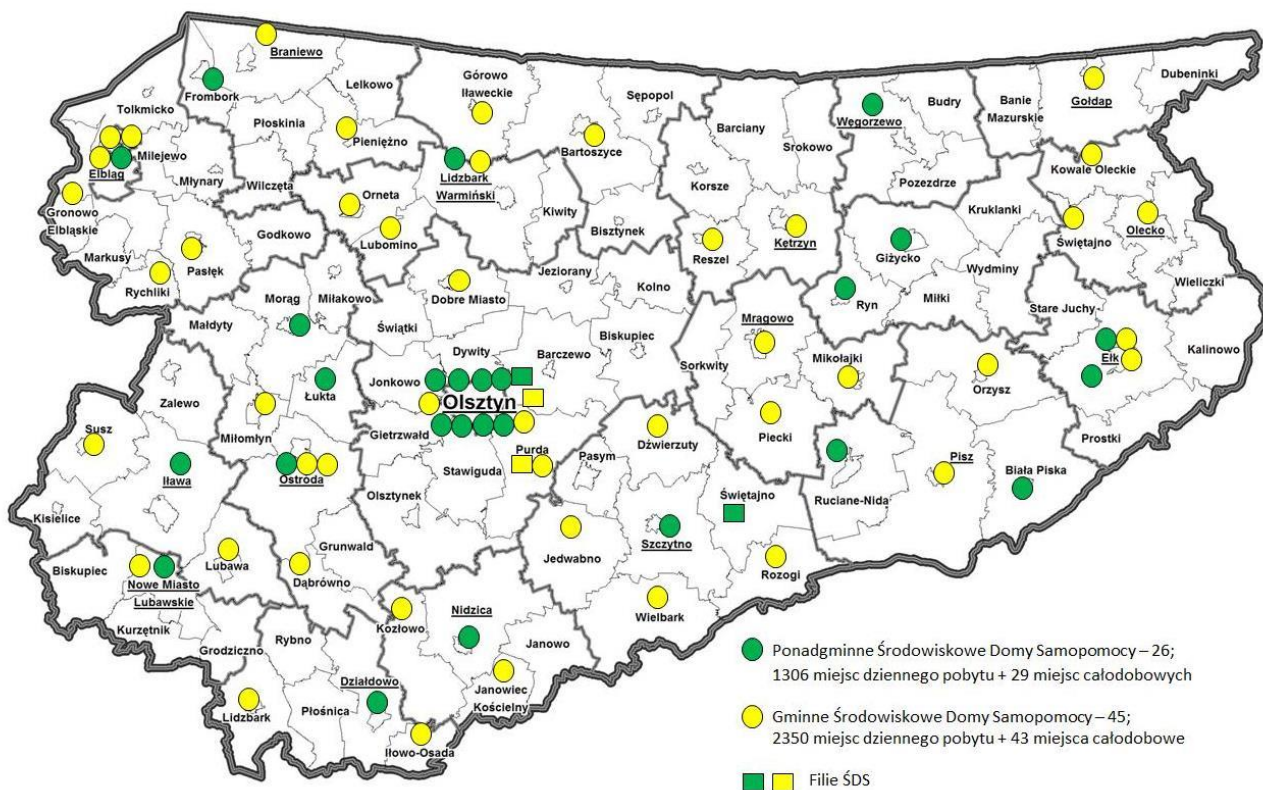 Braniewo
Frombork
Lelkowo
Górowo
Iławeckie
Sępopol
Dubeninki
Gołdap
Banie
Mazurskie
Budry
Węgorzewo
Tolkmicko
Płoskinia
Pieniężno
Bartoszyce
Barciany
Srokowo
Milejewo
Elbląg
Młynary
Wilczęta
Lidzbark
Warmiński
Korsze
Pozezdrze
Kowale Oleckie
Gronowo
Elbląskie
Orneta
Kiwity
Bisztynek
Kruklanki
Olecko
Markusy
Godkowo
Lubomino
Reszel
Kętrzyn
Giżycko
Świętajno
Pasłęk
Rychliki
Jeziorany
Kolno
Wydminy
Wieliczki
Morąg
Miłakowo
Dobre Miasto
Ryn
Miłki
Stare Juchy
Małdyty
Świątki
Biskupiec
Mrągowo
Dywity
Barczewo
Sorkwity
Mikołajki
Ełk
Kalinowo
Jonkowo
Łukta
Orzysz
Zalewo
Olsztyn
Susz
Miłomłyn
Gietrzwałd
Dźwierzuty
Piecki
Prostki
Purda
Pasym
Iława
Ostróda
Stawiguda
Pisz
Biała Piska
Olsztynek
Świętajno
Ruciane-Nida
Kisielice
Grunwald
Szczytno
Jedwabno
Rozogi
Biskupiec
Lubawa
Dąbrówno
Nowe Miasto
Lubawskie
Wielbark
Kozłowo
Nidzica
Kurzętnik
Grodziczno
Rybno
Janowo
Działdowo
Janowiec
Kościelny
Lidzbark
Płośnica
Iłowo-Osada
Ponadgminne Środowiskowe Domy Samopomocy – 26;
1306 miejsc dziennego pobytu + 29 miejsc całodobowych
Gminne Środowiskowe Domy Samopomocy – 45;
2350 miejsc dziennego pobytu + 43 miejsca całodobowe
Filie ŚDS